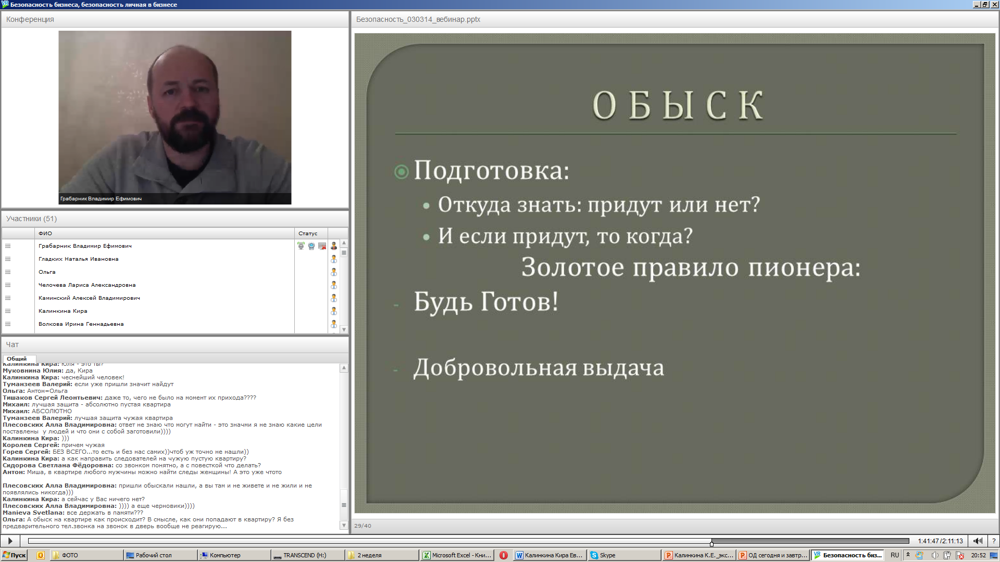 Безопасность бизнеса, безопасность личная в бизнесе
Конференция
Грабарник Владимир Ефимович
Участники (51)
ФИО
Статус
Грабарник Владимир Ефимович
Гладких Наталья Ивановна
Ольга
Челочева Лариса Александровна
Каминский Алексей Владимирович
Калинкина Кира
Волкова Ирина Геннадьевна
Чат
Общий
Калинкина Кира: Юля - это ты?
Муковнина Юлия: да, Кира
Калинкина Кира: чеснейший человек!
Туманзеев Валерий: если уже пришли значит найдут
Ольга: Антон=Ольга
Тишаков Сергей Леонтьевич: даже то, чего не было на момент их прихода????
Михаил: лучшая защита - абсолютно пустая квартира
Михаил: АБСОЛЮТНО
Туманзеев Валерий: лучшая защита чужая квартира
Плесовских Алла Владимировна: ответ не знаю что могут найти - это значми я не знаю какие цели
поставлены у людей и что они с собой заготовили))))
Калинкина Кира: )))
Королев Сергей: причем чужая
Горев Сергей: БЕЗ ВСЕГО...то есть и без нас самих))чтоб уж точно не нашли))
Калинкина Кира: а как направить следователей на чужую пустую квартиру?
Сидорова Светлана Фёдоровна: со звонком понятно, а с повесткой что делать?
Антон: Миша, в квартире любого мужчины можно найти следы женщины! А это уже чтото
Плесовских Алла Владимировна: пришли обыскали нашли, а вы там и не живете и не жили и не
появлялись никогда)))
Калинкина Кира: а сейчас у Вас ничего нет?
Плесовских Алла Владимировна: )))) а еще черновики))))
Manieva Svetlana: все держать в памяти???
Ольга: А обыск на квартире как происходит? В смысле, как они попадают в квартиру? Я без
предварительного тел.звонка на звонок в дверь вообще не реагирую...
Безопасность_030314_вебинар.pptx
О Б Ы С К
Подготовка:
• Откуда знать: придут или нет?
• И если придут, то когда?
Золотое правило пионера:
- Будь Готов!
- Добровольная выдача
29/40
1:41:47/2:11:13
?
Пуск
ФОТО
Рабочий стол
Компьютер
TRANSCEND (H:)
2 неделя
Microsoft Excel - Кни...
Калинкина Кира Ев...
Skype
Калинкина К.Е._экс...
ОД сегодня и завтр...
Безопасность биз...
RU
20:52